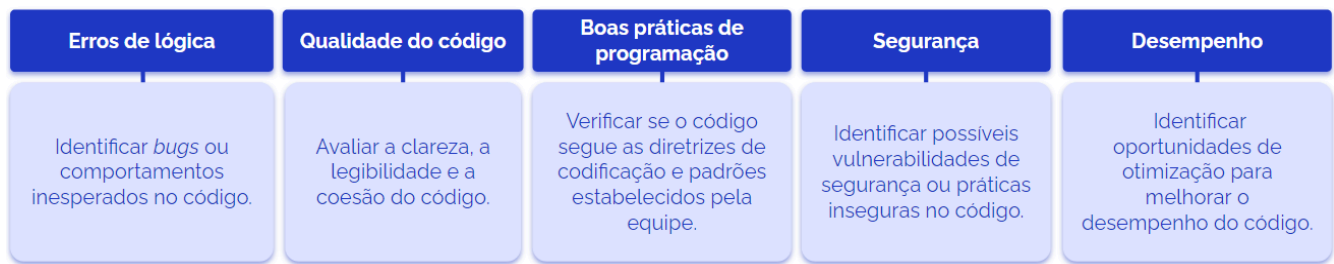 Erros de lógica
Identificar bugs ou
comportamentos
inesperados no código.
Qualidade do código
Avaliar a clareza, a
legibilidade e a
coesão do código.
Boas práticas de
programação
Verificar se o código
segue as diretrizes de
codificação e padrões
estabelecidos pela
equipe.
Segurança
Identificar possíveis
vulnerabilidades de
segurança ou práticas
inseguras no código.
Desempenho
Identificar
oportunidades de
otimização para
melhorar o
desempenho do código.